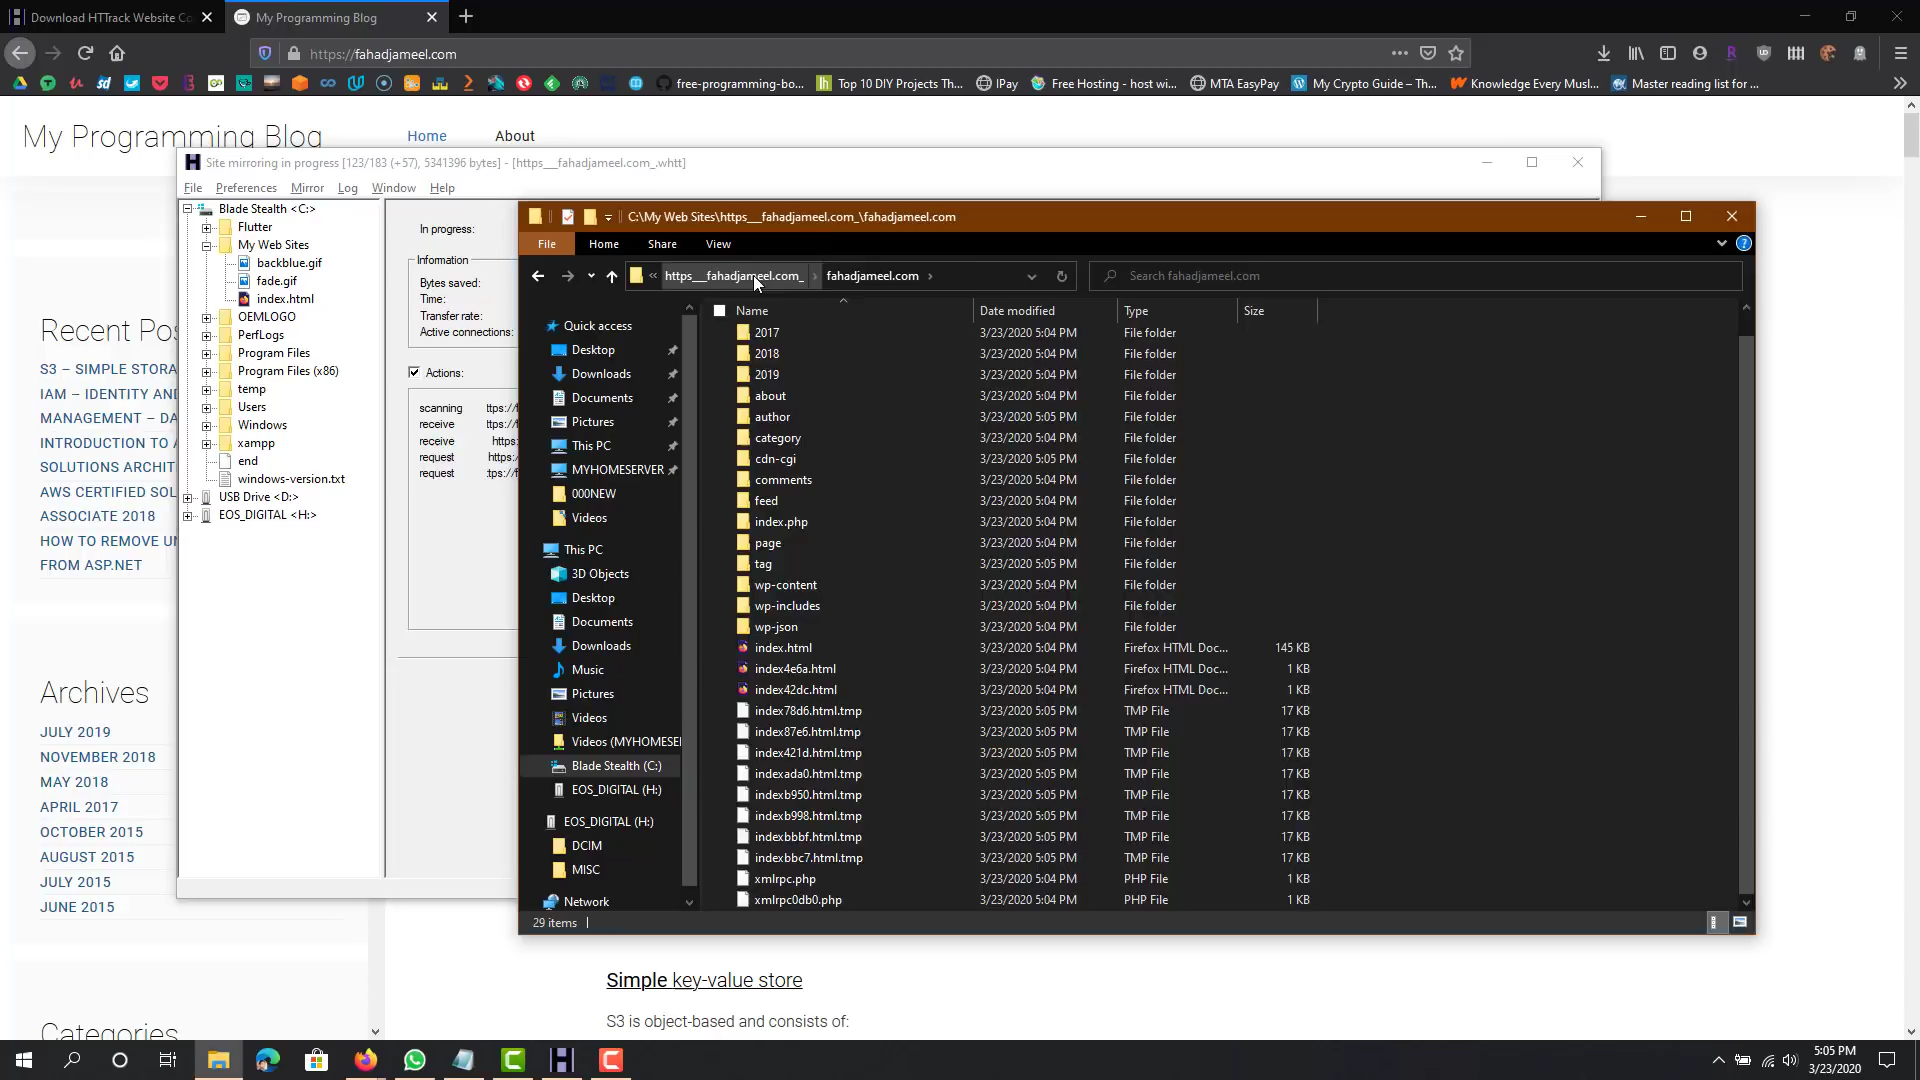 Download HTTrack Website Co
My Programming Blog
https://fahadjameel.com
free-programming-bo...
Top 10 DIY Projects Th...
IPay
Free Hosting - host wi...
MTA EasyPay
My Crypto Guide – Th...
Knowledge Every Musl...
Master reading list for ...
My Programming Blog
Home
About
Site mirroring in progress [123/183 (+57), 5341396 bytes] - [https__fahadjameel.com_.whtt]
File
Preferences
Mirror
Log
Window
Help
Blade Stealth <C:>
Flutter
My Web Sites
backblue.gif
fade.gif
index.html
OEMLOGO
PerfLogs
Program Files
Program Files (x86)
temp
Users
Windows
xampp
end
windows-version.txt
USB Drive <D:>
EOS_DIGITAL <H:>
In progress:
Information
Bytes saved:
Time:
Transfer rate:
Active connections:
Actions:
scanning ttps://f
receive ttps://f
receive https:
request https:/
request :tps://f
C:\My Web Sites\https__fahadjameel.com_\fahadjameel.com
File
Home
Share
View
https__fahadjameel.com_
fahadjameel.com
Search fahadjameel.com
Quick access
Desktop
Downloads
Documents
Pictures
This PC
MYHOMESERVER
000NEW
Videos
This PC
3D Objects
Desktop
Documents
Downloads
Music
Pictures
Videos
Videos (MYHOMESE
Blade Stealth (C:)
EOS_DIGITAL (H:)
EOS_DIGITAL (H:)
DCIM
MISC
Network
Name Date modified Type Size
2017 3/23/2020 5:04 PM File folder
2018 3/23/2020 5:04 PM File folder
2019 3/23/2020 5:04 PM File folder
about 3/23/2020 5:04 PM File folder
author 3/23/2020 5:05 PM File folder
category 3/23/2020 5:04 PM File folder
cdn-cgi 3/23/2020 5:05 PM File folder
comments 3/23/2020 5:04 PM File folder
feed 3/23/2020 5:04 PM File folder
index.php 3/23/2020 5:04 PM File folder
page 3/23/2020 5:04 PM File folder
tag 3/23/2020 5:05 PM File folder
wp-content 3/23/2020 5:04 PM File folder
wp-includes 3/23/2020 5:04 PM File folder
wp-json 3/23/2020 5:04 PM File folder
index.html 3/23/2020 5:04 PM Firefox HTML Doc... 145 KB
index4e6a.html 3/23/2020 5:04 PM Firefox HTML Doc... 1 KB
index42dc.html 3/23/2020 5:04 PM Firefox HTML Doc... 1 KB
index78d6.html.tmp 3/23/2020 5:04 PM TMP File 17 KB
index87e6.html.tmp 3/23/2020 5:05 PM TMP File 17 KB
index421d.html.tmp 3/23/2020 5:04 PM TMP File 17 KB
indexada0.html.tmp 3/23/2020 5:05 PM TMP File 17 KB
indexb950.html.tmp 3/23/2020 5:05 PM TMP File 17 KB
indexb998.html.tmp 3/23/2020 5:05 PM TMP File 17 KB
indexbbbf.html.tmp 3/23/2020 5:05 PM TMP File 17 KB
indexbbc7.html.tmp 3/23/2020 5:05 PM TMP File 17 KB
xmlrpc.php 3/23/2020 5:04 PM PHP File 1 KB
xmlrpc0db0.php 3/23/2020 5:04 PM PHP File 1 KB
29 items
Recent Pos
S3 – SIMPLE STORA
IAM – IDENTITY AND
MANAGEMENT – DA
INTRODUCTION TO A
SOLUTIONS ARCHIT
AWS CERTIFIED SOL
ASSOCIATE 2018
HOW TO REMOVE UN
FROM ASP.NET
Archives
JULY 2019
NOVEMBER 2018
MAY 2018
APRIL 2017
OCTOBER 2015
AUGUST 2015
JULY 2015
JUNE 2015
Categories
Simple key-value store
S3 is object-based and consists of:
5:05 PM
3/23/2020